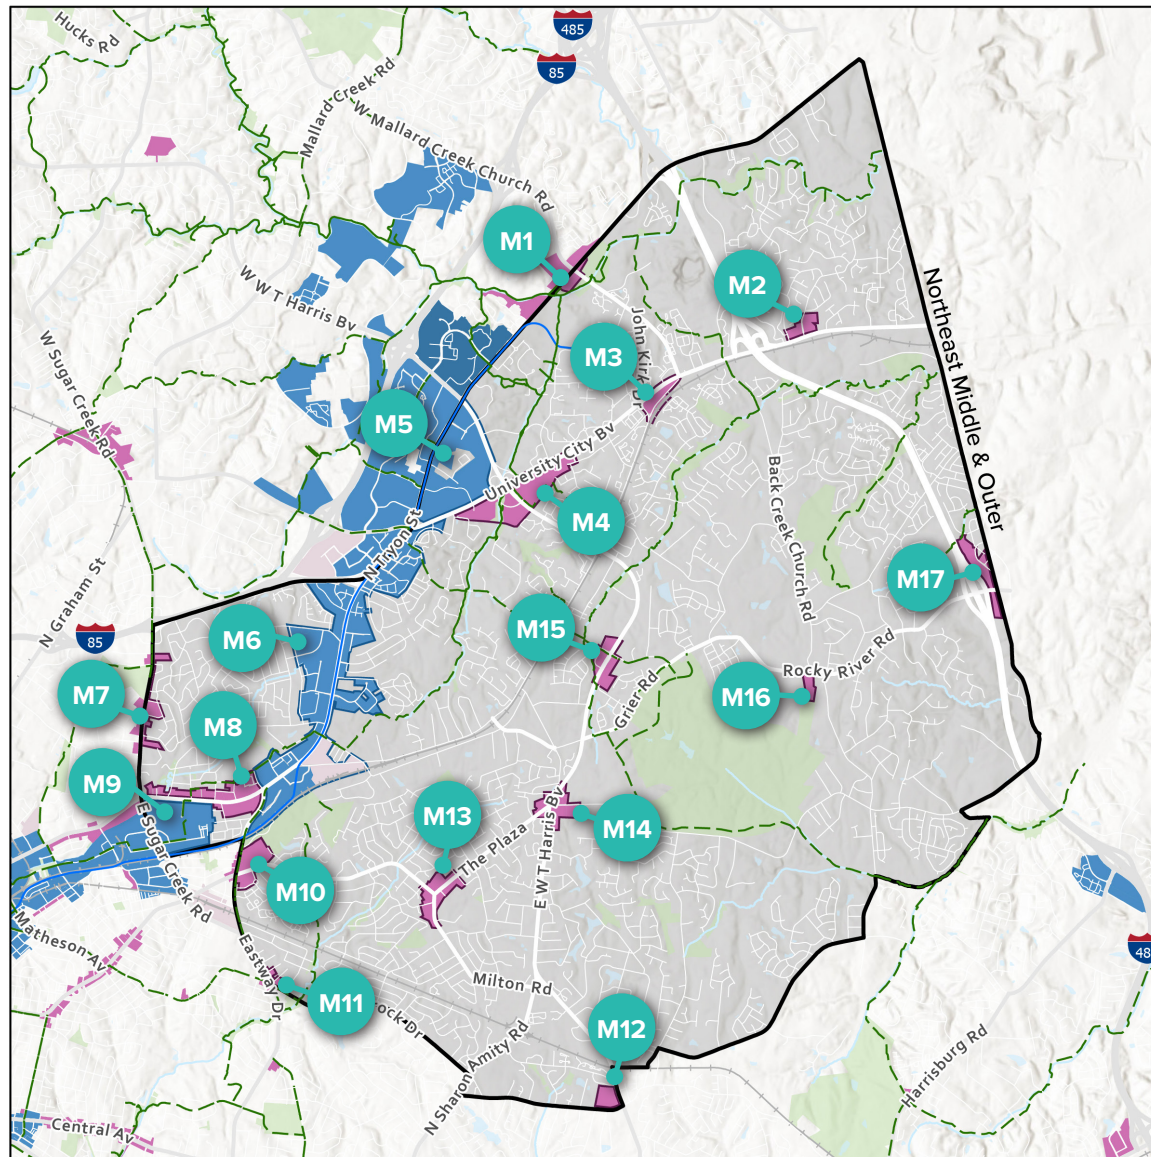 Hucks Rd
485
85
Mallard Creek Rd
W Mallard Creek Church Rd
M1
M2
W W T Harris Bv
John Kirk Dr
Northeast Middle & Outer
W Sugar Creek Rd
M3
M5
University City Bv
M4
Back Creek Church Rd
N Tryon St
N Graham St
M17
85
M6
M15
Rocky River Rd
M7
Grier Rd
M16
M8
M9
M13
The Plaza
E W T Harris Bv
M14
E Sugar Creek Rd
M10
Matheson Av
Eastway Dr
48
Milton Rd
M11
ock Dr
M12
N Sharon Amity Rd
Harrisburg Rd
Central Av